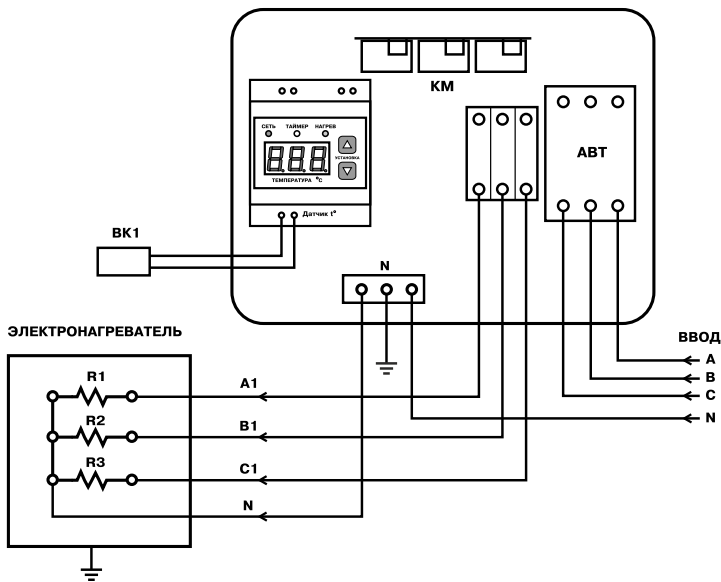 КМ
СЕТЬ ТАЙМЕР НАГРЕВ
888
УСТАНОВКА
ТЕМПЕРАТУРА °C
Датчик t°
АВТ
ВК1
N
ЭЛЕКТРОНАГРЕВАТЕЛЬ
ВВОД
A
B
C
N
R1
A1
R2
B1
R3
C1
N